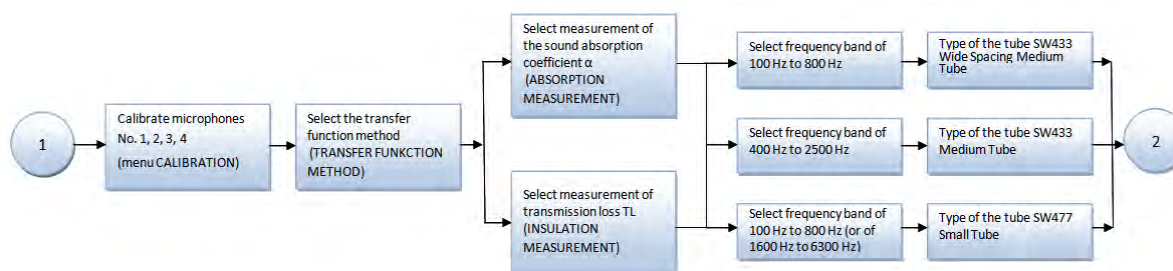 1
Calibrate microphones
No. 1, 2, 3, 4
(menu CALIBRATION)
Select the transfer
function method
(TRANSFER FUNKCTION
METHOD)
Select measurement of
the sound absorption
coefficient α
(ABSORPTION
MEASUREMENT)
Select measurement of
transmission loss TL
(INSULATION
MEASUREMENT)
Select frequency band of
100 Hz to 800 Hz
Type of the tube SW433
Wide Spacing Medium
Tube
Select frequency band of
400 Hz to 2500 Hz
Type of the tube SW433
Medium Tube
Select frequency band of
100 Hz to 800 Hz (or of
1600 Hz to 6300 Hz)
Type of the tube SW477
Small Tube
2